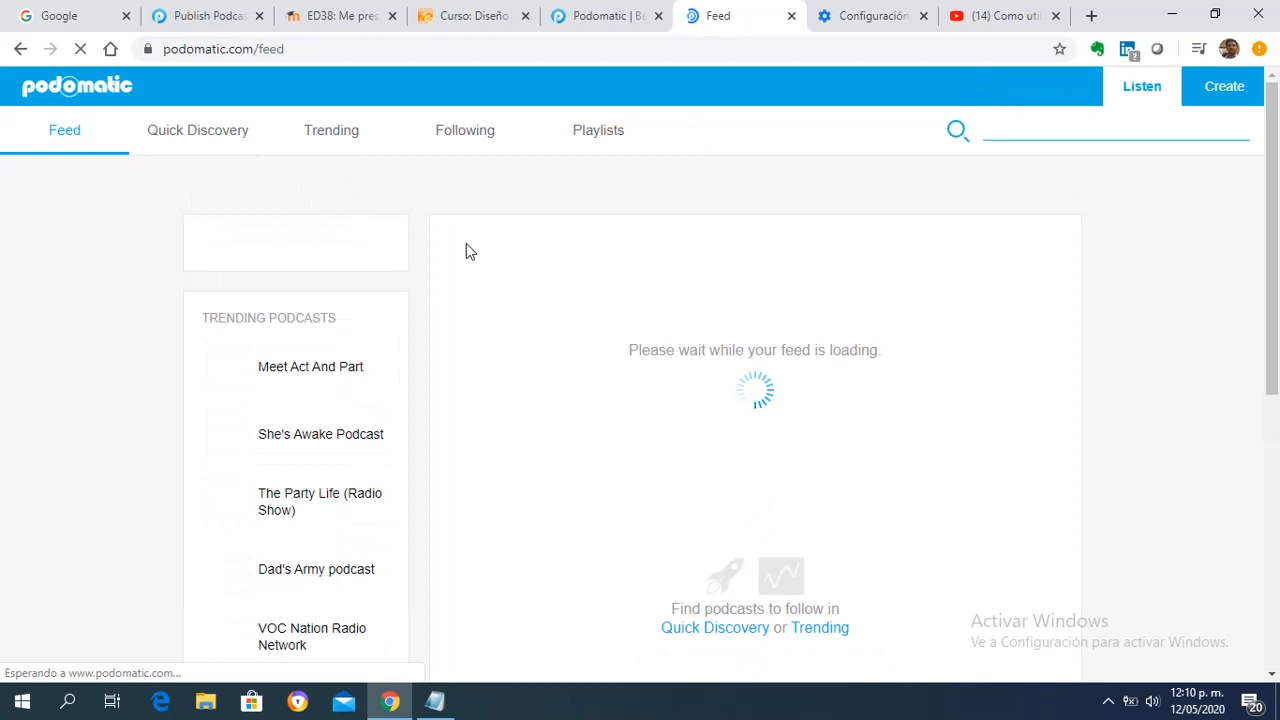 Google
Publish Podcas
ED38: Me pres
Curso: Diseño
Podomatic | Be
Feed
Configuración
(14) Como util
podomatic.com/feed
podomatic
Listen
Create
Feed
Quick Discovery
Trending
Following
Playlists
TRENDING PODCASTS
Meet Act And Part
She's Awake Podcast
The Party Life (Radio
Show)
Dad's Army podcast
VOC Nation Radio
Network
Please wait while your feed is loading.
Find podcasts to follow in
Quick Discovery or Trending
Activar Windows
Ve a Configuración para activar Windows.
Esperando a www.podomatic.com...
12:10 p. m.
12/05/2020
20